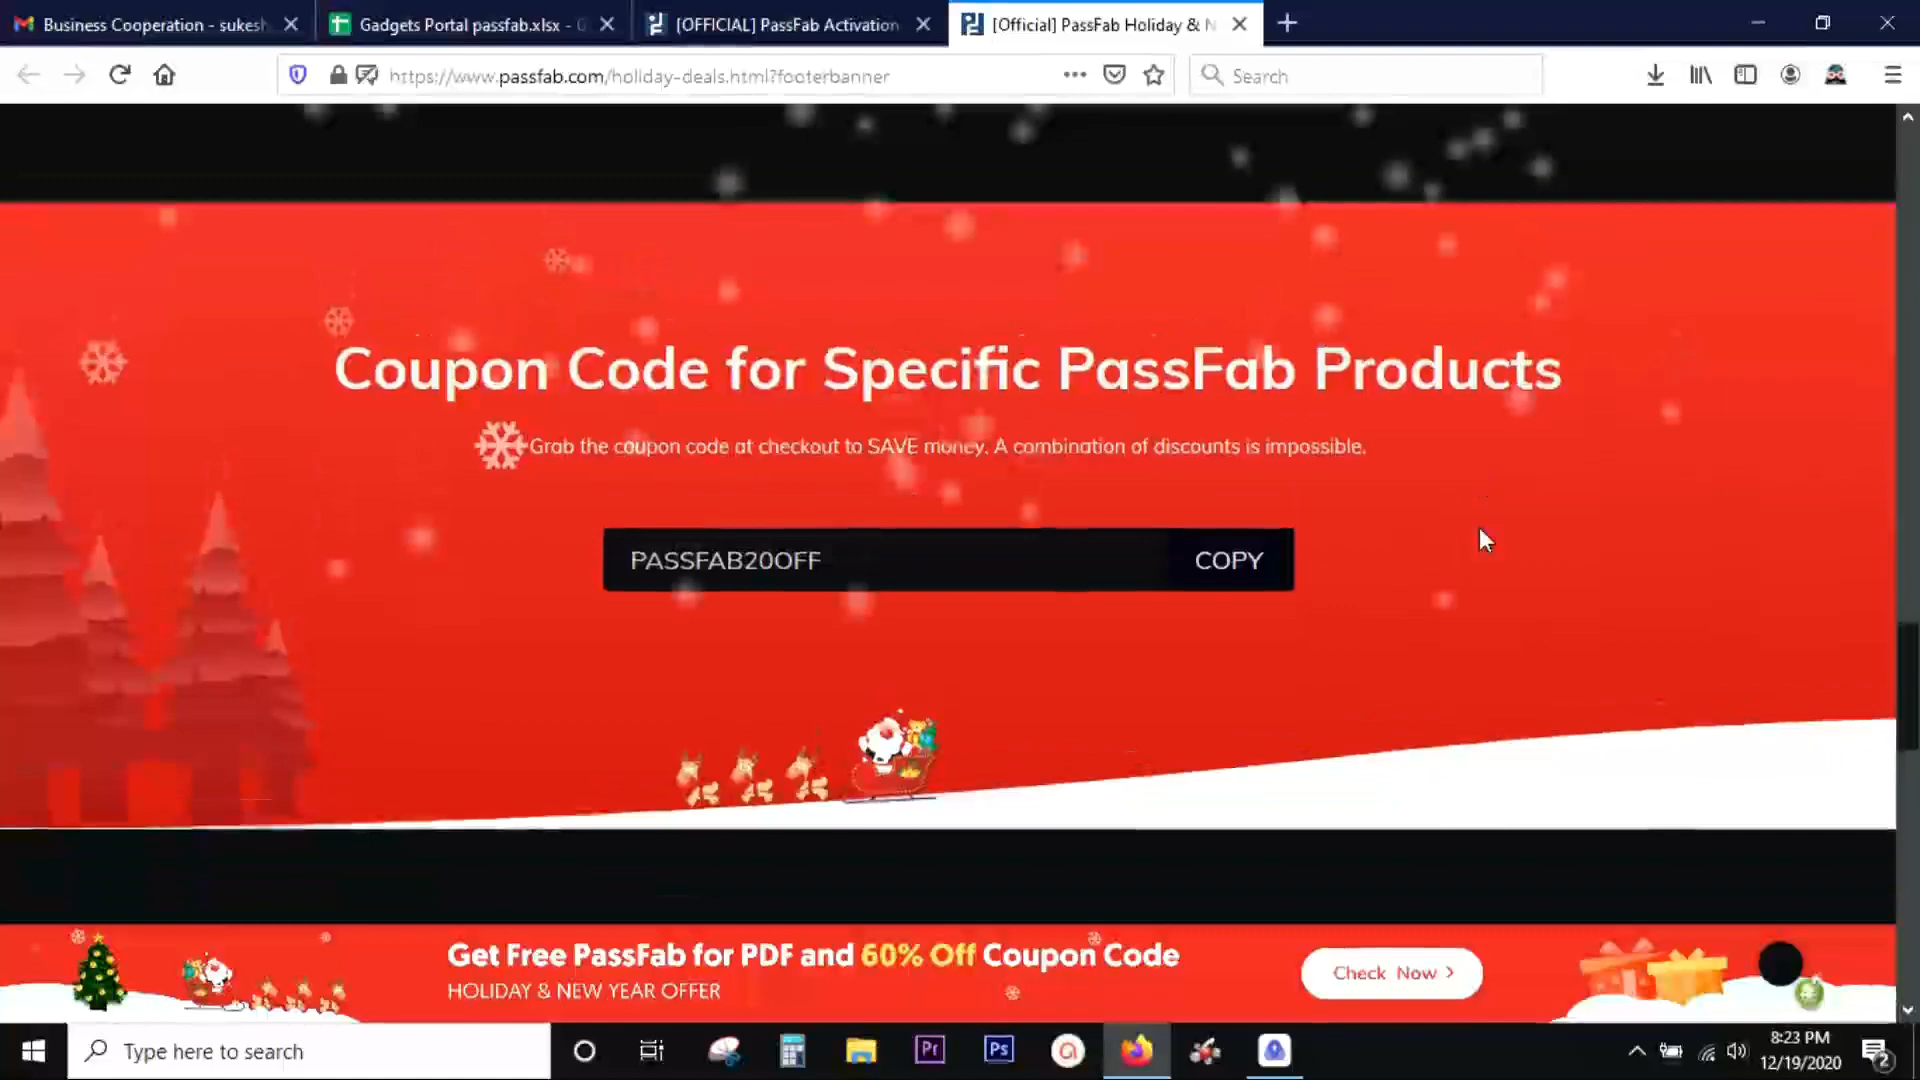 Business Cooperation - sukesh
Gadgets Portal passfab.xlsx - G
[OFFICIAL] PassFab Activation
[Official] PassFab Holiday & N
https://www.passfab.com/holiday-deals.html?footerbanner
Search
Coupon Code for Specific PassFab Products
Grab the coupon code at checkout to SAVE money. A combination of discounts is impossible.
PASSFAB20OFF
COPY
Get Free PassFab for PDF and 60% Off Coupon Code
HOLIDAY & NEW YEAR OFFER
Check Now >
Type here to search
Pr
Ps
8:23 PM
12/19/2020
2